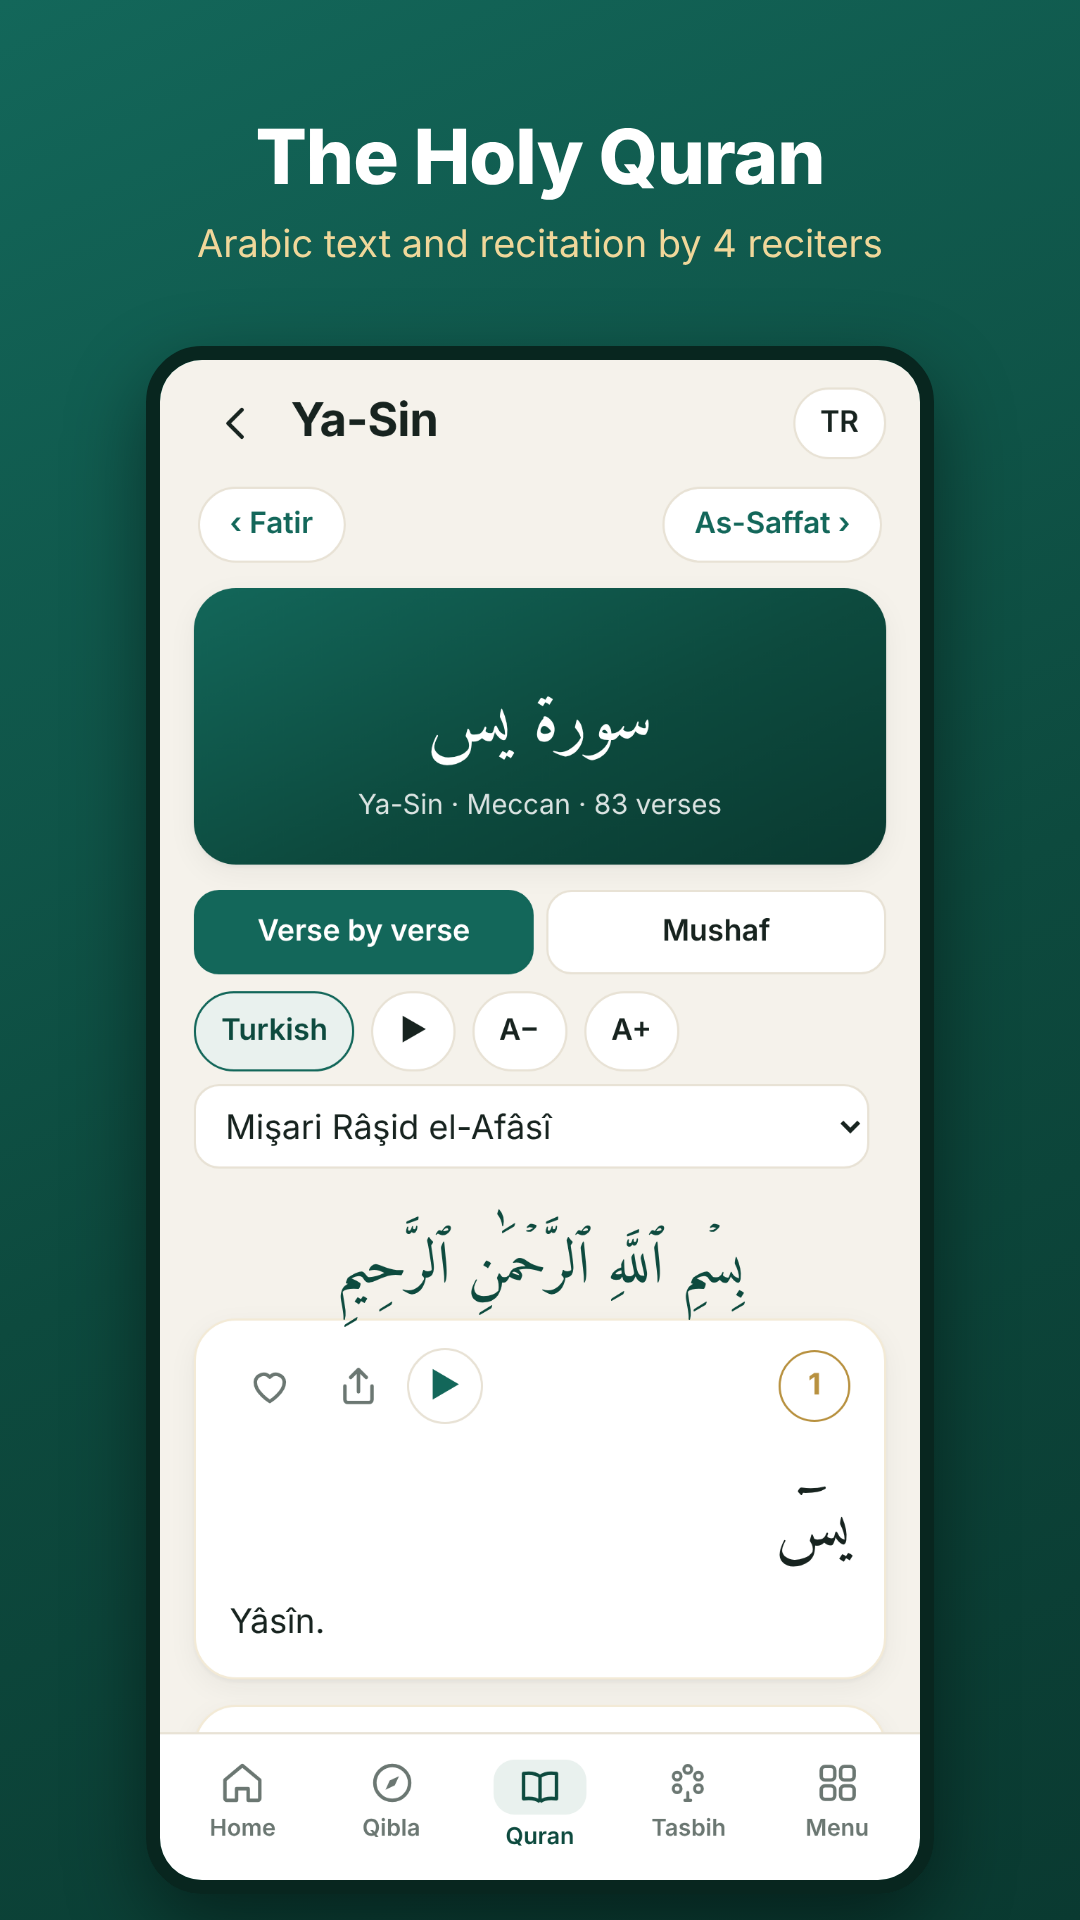 The Holy Quran
Arabic text and recitation by 4 reciters
Ya-Sin
TR
‹ Fatir
As-Saffat ›
سورة يس
Ya-Sin · Meccan · 83 verses
Verse by verse
Mushaf
Turkish
A−
A+
Mişari Râşid el-Afâsî
بِسۡمِ ٱللَّهِ ٱلرَّحۡمَٰنِ ٱلرَّحِيمِ
1
يسٓ
Yâsîn.
Home
Qibla
Quran
Tasbih
Menu